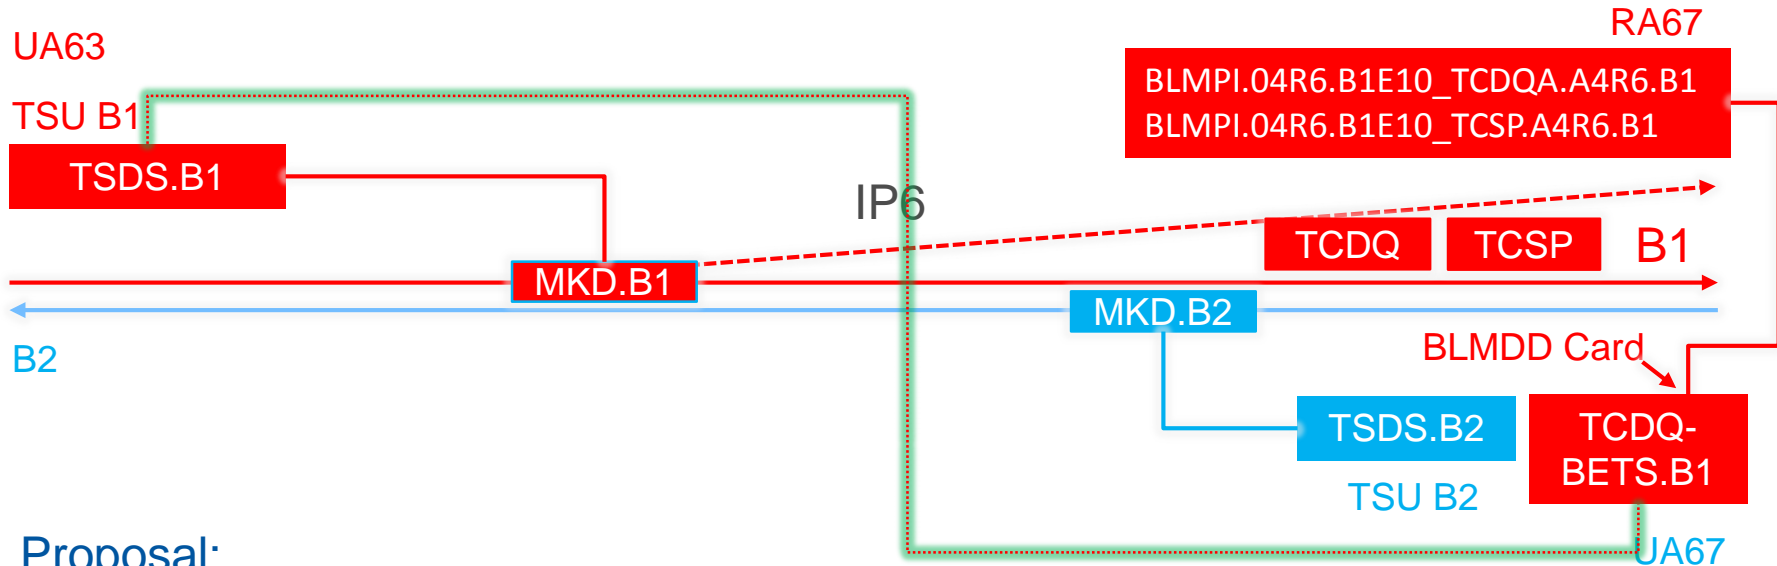 RA67
UA63
BLMPI.04R6.B1E10_TCDQA.A4R6.B1
BLMPI.04R6.B1E10_TCSP.A4R6.B1
TSU B1
TSDS.B1
IP6
TCDQ
TCSP
B1
MKD.B1
MKD.B2
B2
BLMDD Card
TSDS.B2
TCDQ-
BETS.B1
TSU B2
UA67
Proposal: